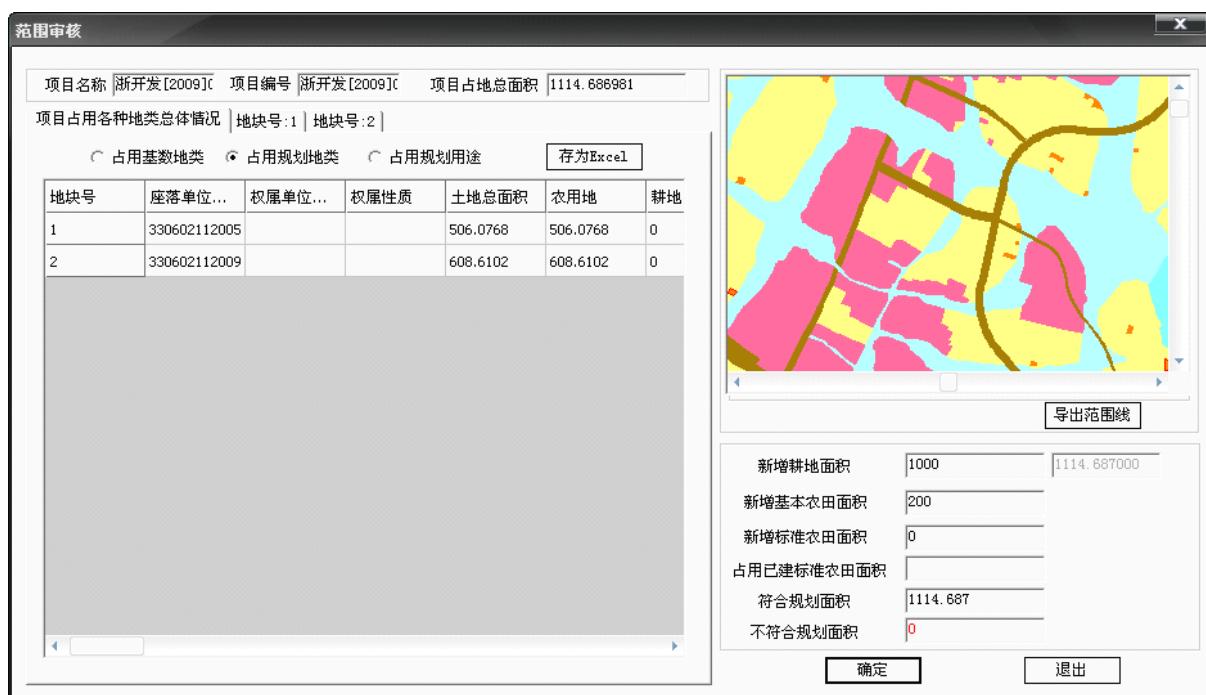 范围审核
X
项目名称 浙开发[2009]( 项目编号 浙开发[2009]( 项目占地总面积 1114.686981
项目占用各种地类总体情况 地块号:1 地块号:2
占用基数地类 占用规划地类 占用规划用途 存为Excel
地块号 座落单位... 权属单位... 权属性质 土地总面积 农用地 耕地
1 330602112005 506.0768 506.0768 0
2 330602112009 608.6102 608.6102 0
导出范围线
新增耕地面积 1000 1114.687000
新增基本农田面积 200
新增标准农田面积 0
占用已建标准农田面积
符合规划面积 1114.687
不符合规划面积 0
确定 退出